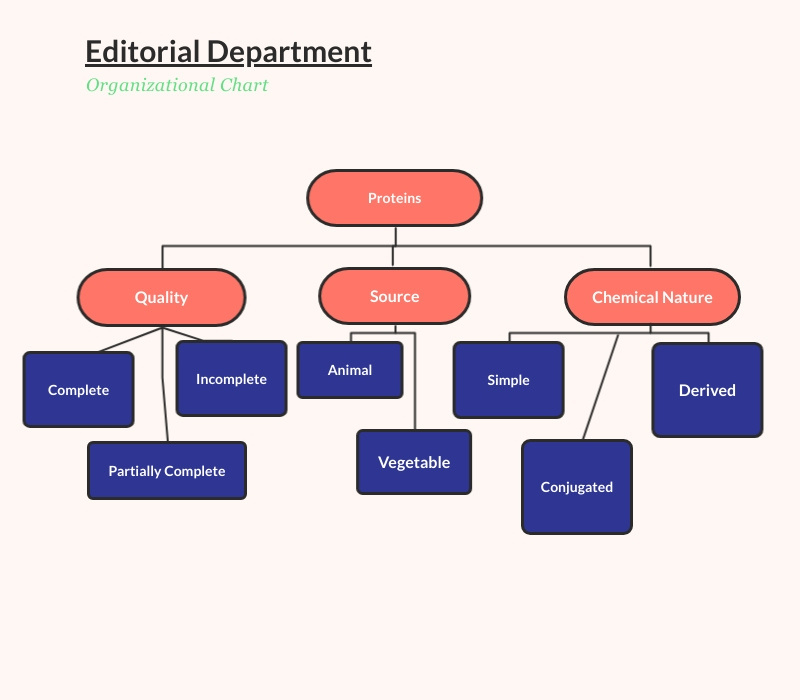 Editorial Department
Organizational Chart
Proteins
Quality
Source
Chemical Nature
Complete
Incomplete
Partially Complete
Animal
Vegetable
Simple
Conjugated
Derived